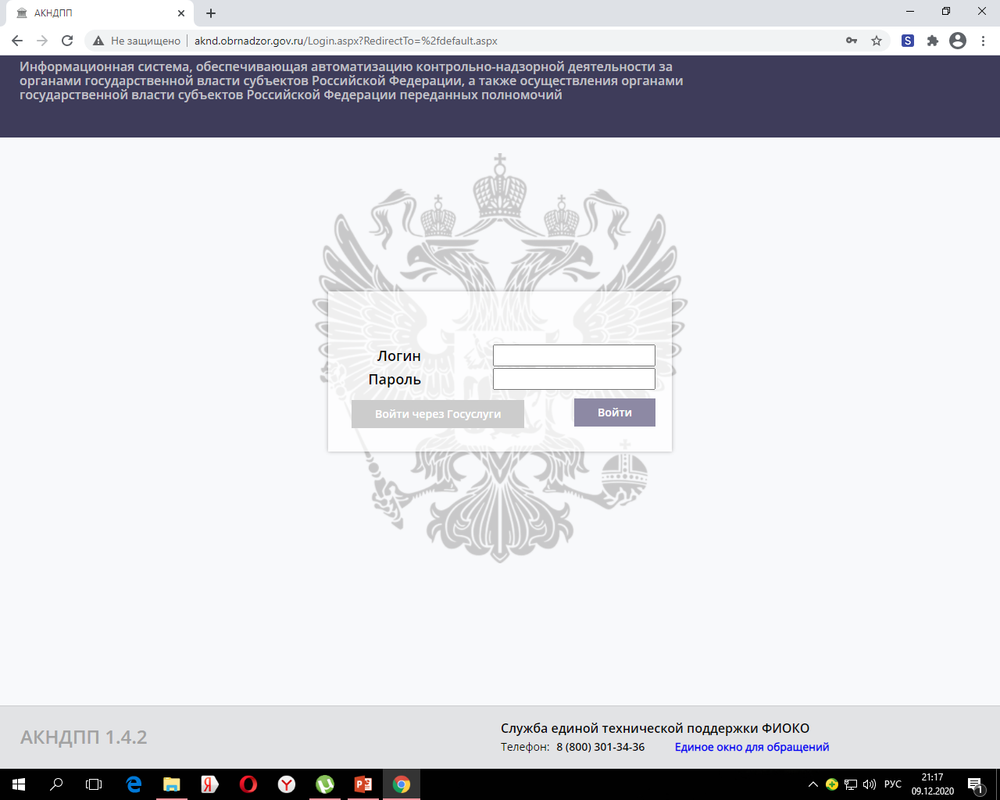 АКНДПП
Не защищено
aknd.obrnadzor.gov.ru/Login.aspx?RedirectTo=%2fdefault.aspx
S
Информационная система, обеспечивающая автоматизацию контрольно-надзорной деятельности за
органами государственной власти субъектов Российской Федерации, а также осуществления органами
государственной власти субъектов Российской Федерации переданных полномочий
Логин
Пароль
Войти через Госуслуги
Войти
АКНДПП 1.4.2
Служба единой технической поддержки ФИОКО
Телефон: 8 (800) 301-34-36
Единое окно для обращений
РУС
21:17
09.12.2020
1